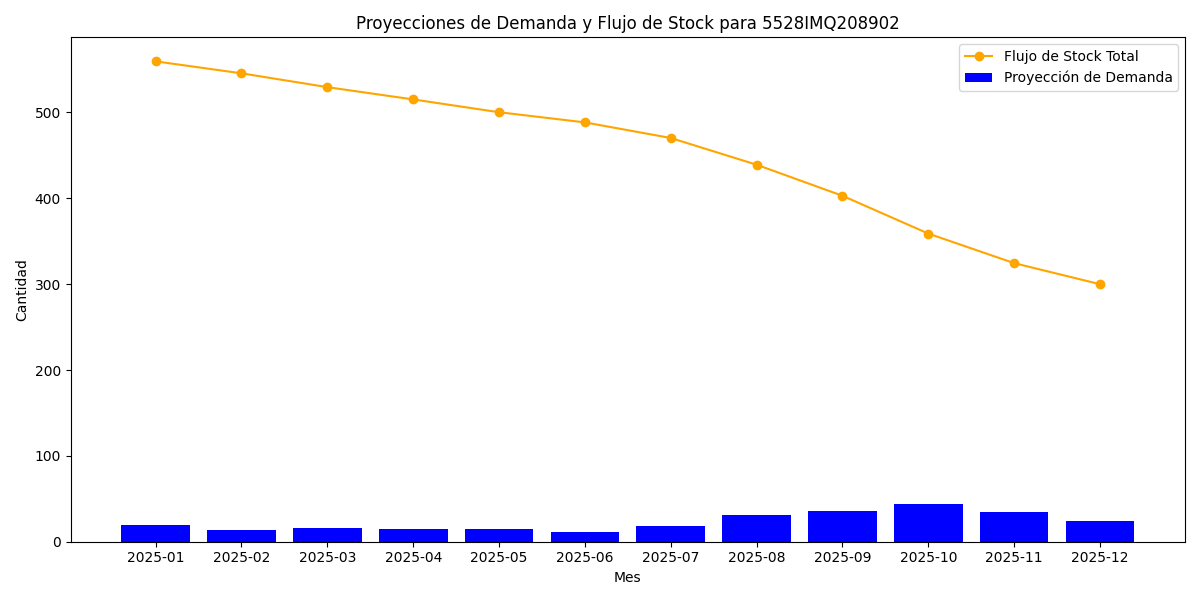 Proyecciones de Demanda y Flujo de Stock para 5528IMQ208902
Flujo de Stock Total
Proyección de Demanda
Cantidad
500
400
300
200
100
0
2025-01 2025-02 2025-03 2025-04 2025-05 2025-06 2025-07 2025-08 2025-09 2025-10 2025-11 2025-12
Mes